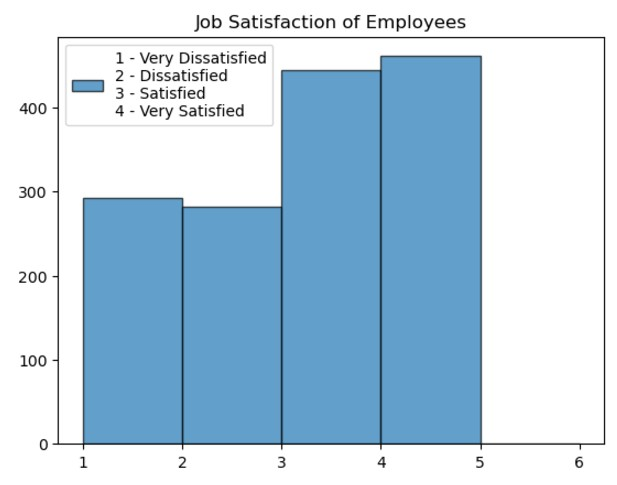 Job Satisfaction of Employees
1 - Very Dissatisfied
2 - Dissatisfied
3 - Satisfied
4 - Very Satisfied
400
300
200
100
0
1 2 3 4 5 6